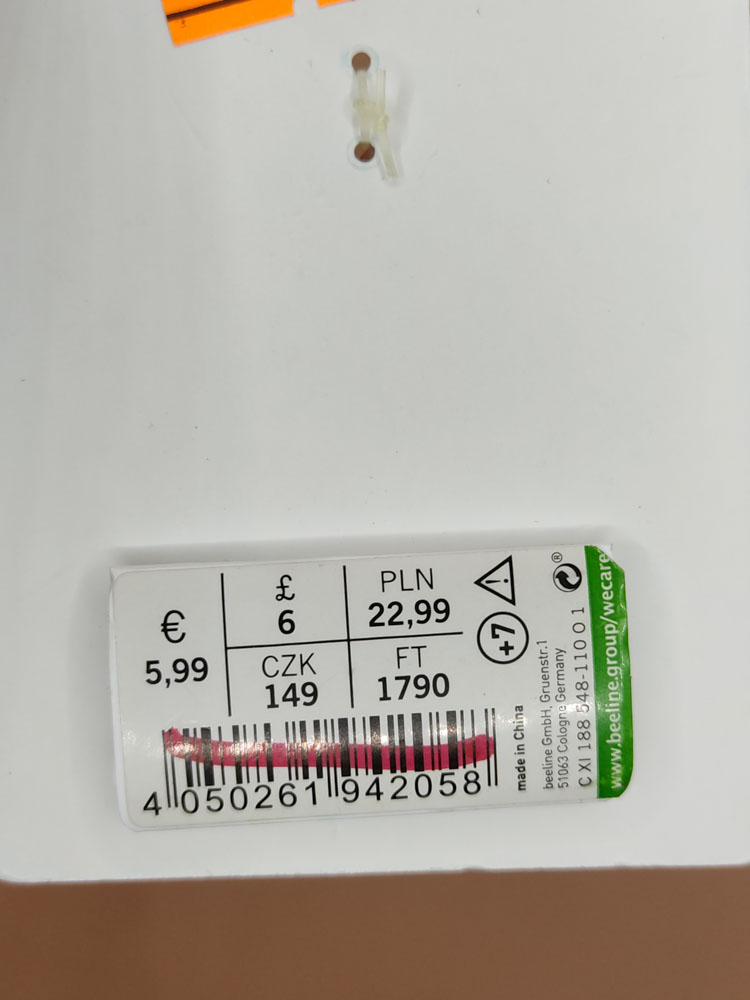 €
5,99
£
6
PLN
22,99
CZK
149
FT
1790
+7
4 050261 942058
made in China
beeline GmbH, Gruenstr.1
51063 Cologne Germany
C XI 188 548-110 0 1
®
www.beeline.group/wecare